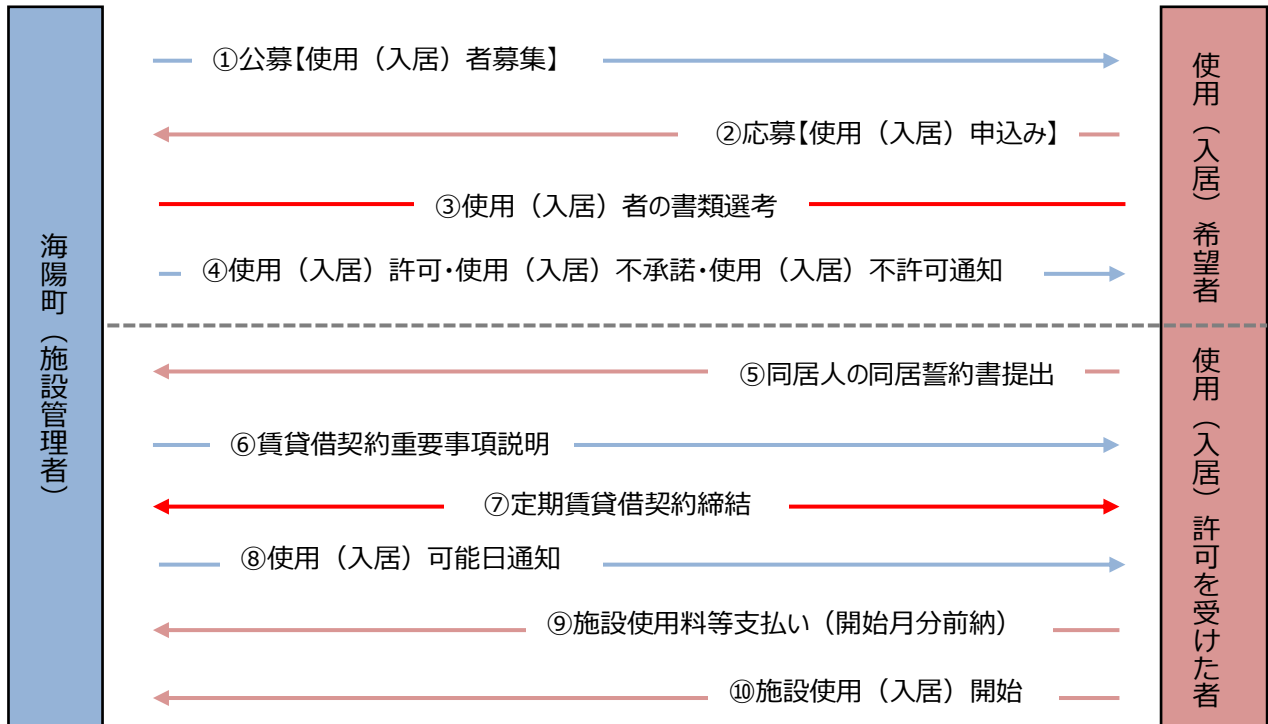 海陽町（施設管理者）
①公募【使用（入居）者募集】
②応募【使用（入居）申込み】
③使用（入居）者の書類選考
④使用（入居）許可・使用（入居）不承諾・使用（入居）不許可通知
使用（入居）希望者
⑤同居人の同居誓約書提出
⑥賃貸借契約重要事項説明
⑦定期賃貸借契約締結
⑧使用（入居）可能日通知
⑨施設使用料等支払い（開始月分前納）
⑩施設使用（入居）開始
使用（入居）許可を受けた者